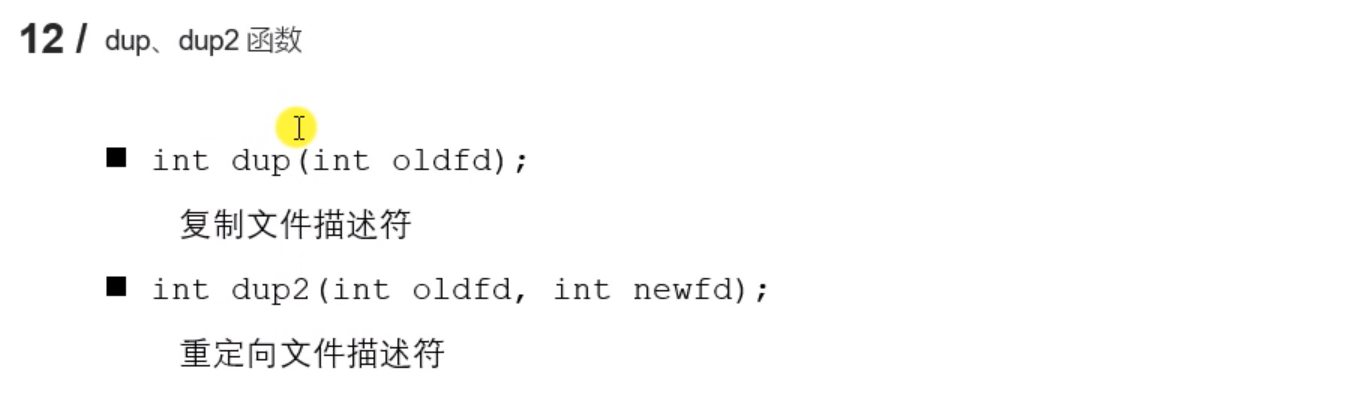 12 / dup、dup2 函数
int dup(int oldfd);
复制文件描述符
int dup2(int oldfd, int newfd);
重定向文件描述符